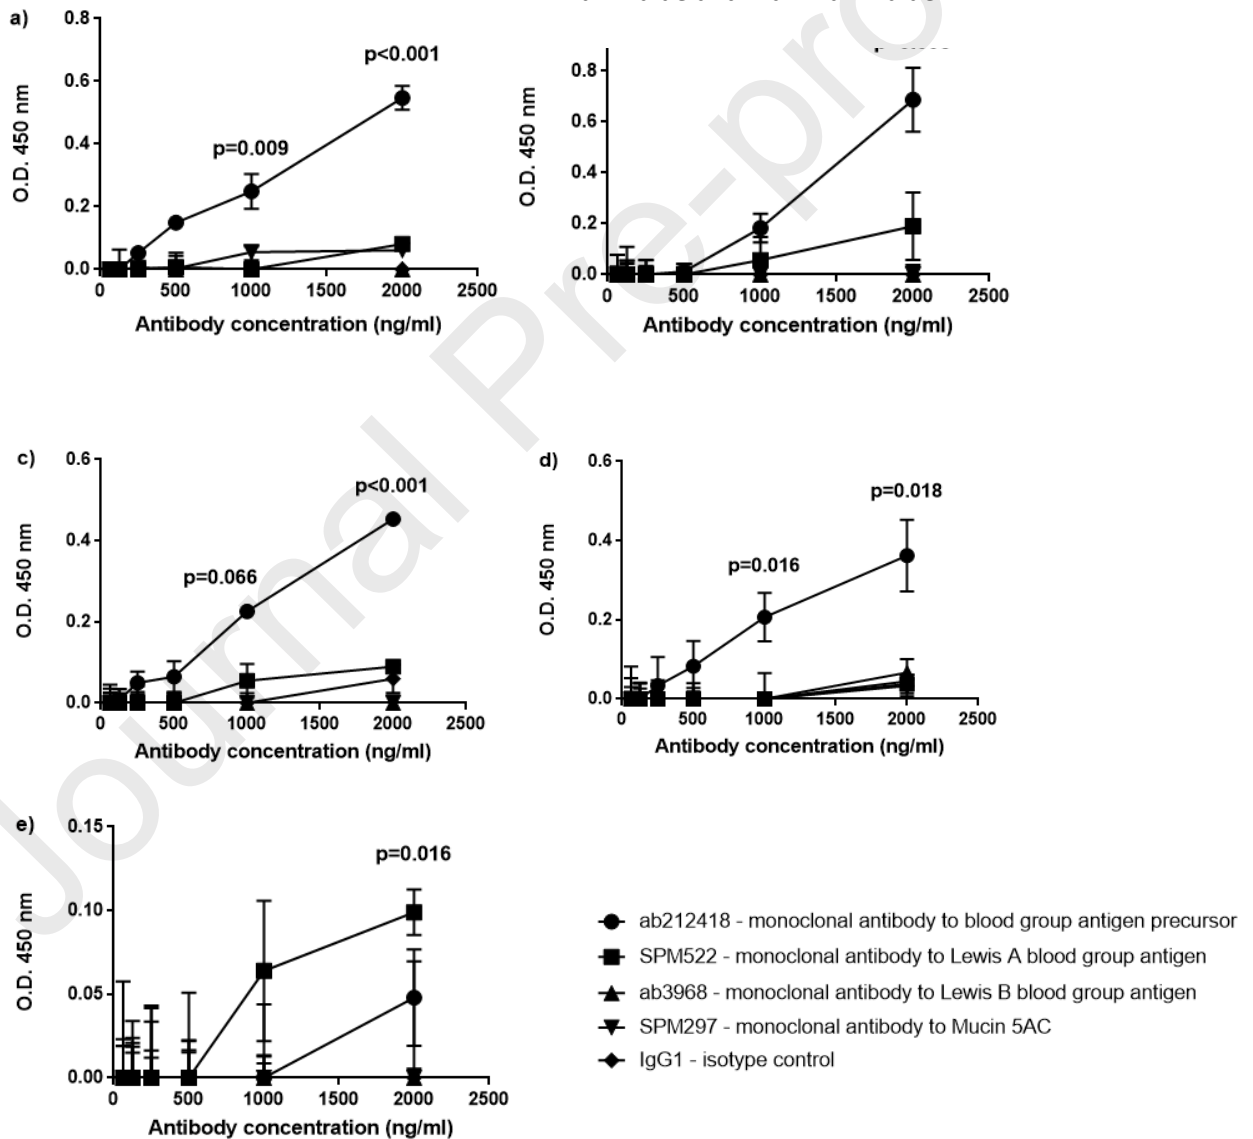 a)
0.8
0.6
0.4
0.2
0.0
O.D. 450 nm
p=0.009
p<0.001
0 500 1000 1500 2000 2500
Antibody concentration (ng/ml)
0.8
0.6
0.4
0.2
0.0
O.D. 450 nm
0 500 1000 1500 2000 2500
Antibody concentration (ng/ml)
c)
0.6
0.4
0.2
0.0
O.D. 450 nm
p=0.066
p<0.001
0 500 1000 1500 2000 2500
Antibody concentration (ng/ml)
d)
0.6
0.4
0.2
0.0
O.D. 450 nm
p=0.016
p=0.018
0 500 1000 1500 2000 2500
Antibody concentration (ng/ml)
e)
0.15
0.10
0.05
0.00
O.D. 450 nm
p=0.016
0 500 1000 1500 2000 2500
Antibody concentration (ng/ml)
ab212418 - monoclonal antibody to blood group antigen precursor
SPM522 - monoclonal antibody to Lewis A blood group antigen
ab3968 - monoclonal antibody to Lewis B blood group antigen
SPM297 - monoclonal antibody to Mucin 5AC
IgG1 - isotype control
Journal Pre-pro